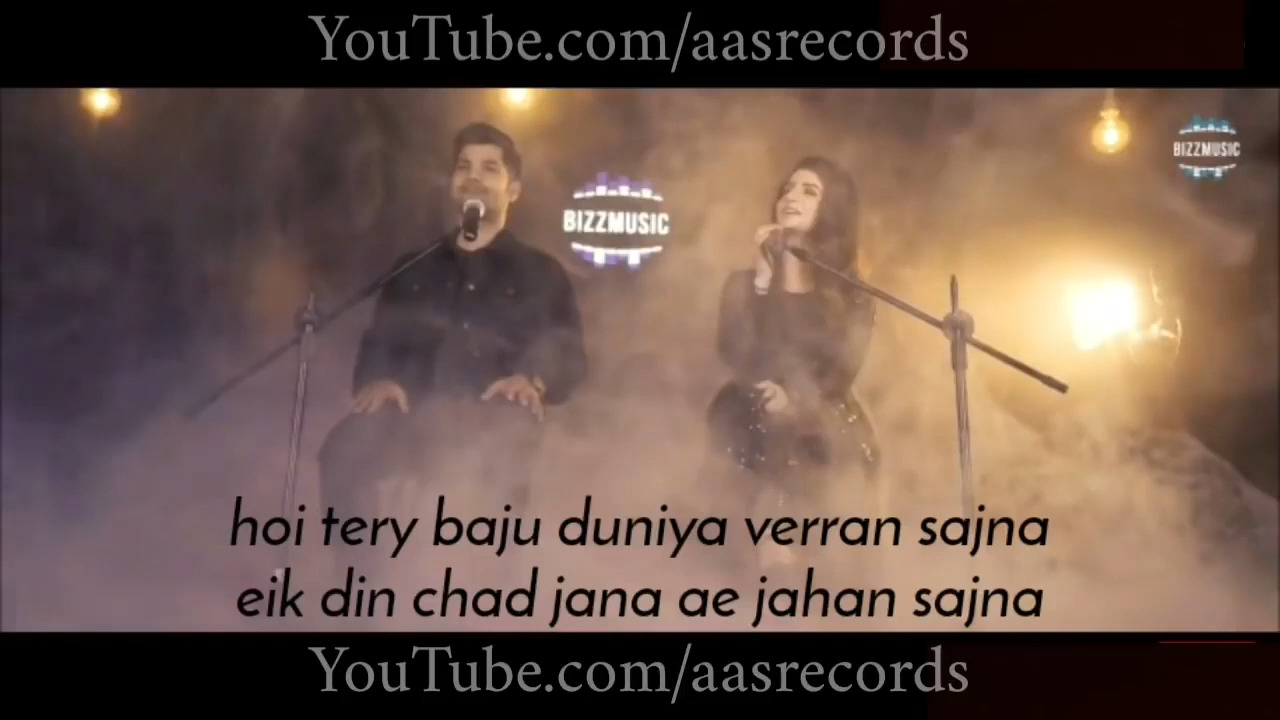 YouTube.com/aasrecords
BIZZMUSIC
BIZZMUSIC
hoi tery baju duniya verran sajna
eik din chad jana ae jahan sajna
YouTube.com/aasrecords